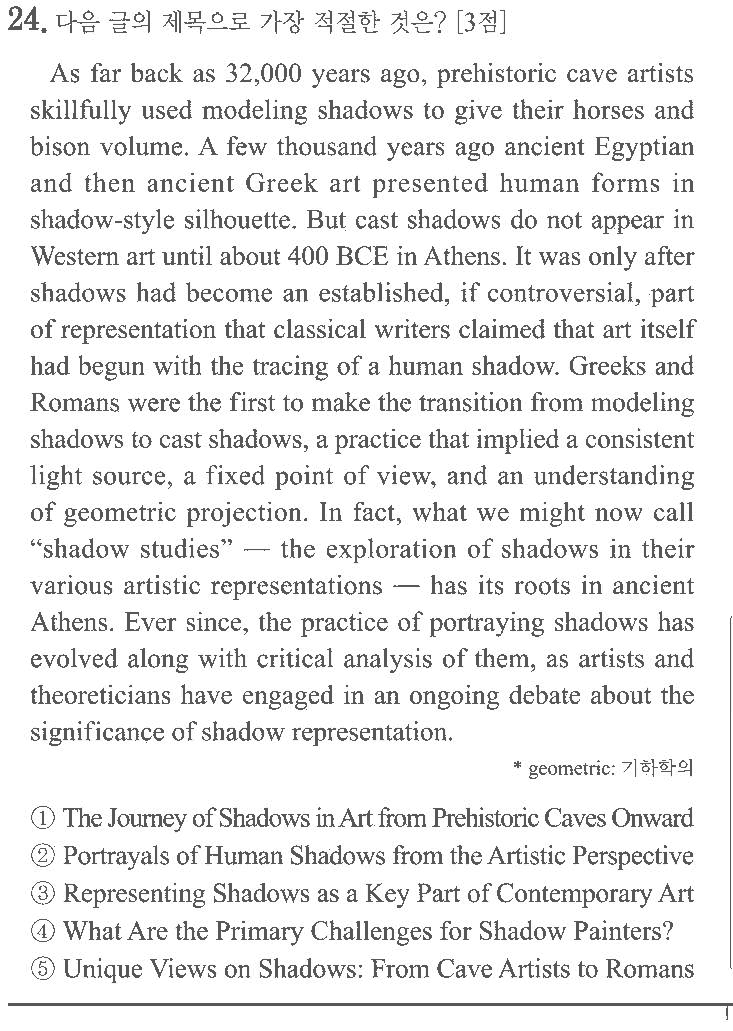 24. 다음 글의 제목으로 가장 적절한 것은? [3점]
As far back as 32,000 years ago, prehistoric cave artists
skillfully used modeling shadows to give their horses and
bison volume. A few thousand years ago ancient Egyptian
and then ancient Greek art presented human forms in
shadow-style silhouette. But cast shadows do not appear in
Western art until about 400 BCE in Athens. It was only after
shadows had become an established, if controversial, part
of representation that classical writers claimed that art itself
had begun with the tracing of a human shadow. Greeks and
Romans were the first to make the transition from modeling
shadows to cast shadows, a practice that implied a consistent
light source, a fixed point of view, and an understanding
of geometric projection. In fact, what we might now call
“shadow studies” — the exploration of shadows in their
various artistic representations — has its roots in ancient
Athens. Ever since, the practice of portraying shadows has
evolved along with critical analysis of them, as artists and
theoreticians have engaged in an ongoing debate about the
significance of shadow representation.
* geometric: 기하학의
① The Journey of Shadows in Art from Prehistoric Caves Onward
② Portrayals of Human Shadows from the Artistic Perspective
③ Representing Shadows as a Key Part of Contemporary Art
④ What Are the Primary Challenges for Shadow Painters?
⑤ Unique Views on Shadows: From Cave Artists to Romans